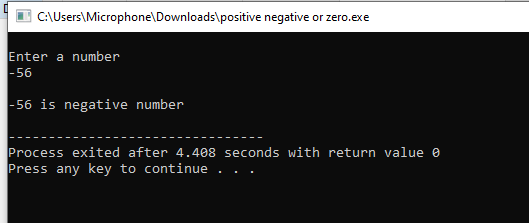 C:\Users\Microphone\Downloads\positive negative or zero.exe
Enter a number
-56
-56 is negative number
--------------------------------
Process exited after 4.408 seconds with return value 0
Press any key to continue . . .